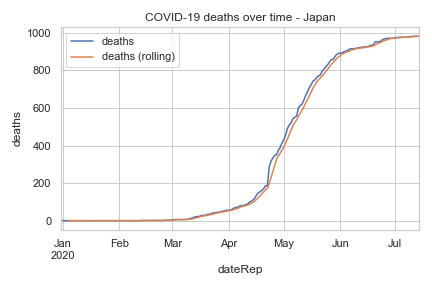 COVID-19 deaths over time - Japan
deaths
deaths (rolling)
1000
800
600
400
200
0
deaths
Jan Feb Mar Apr May Jun Jul
2020
dateRep